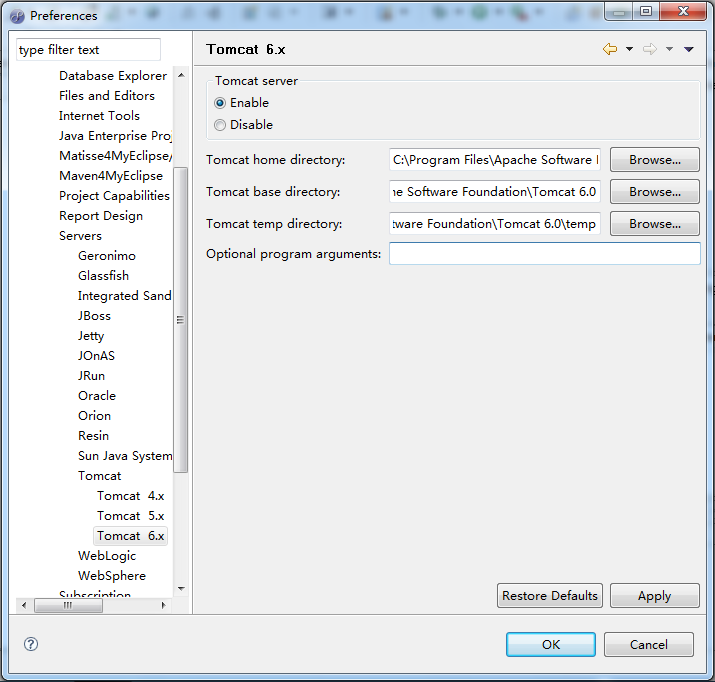 Preferences
type filter text
Database Explorer
Files and Editors
Internet Tools
Java Enterprise Proj
Matisse4MyEclipse/
Maven4MyEclipse
Project Capabilities
Report Design
Servers
Geronimo
Glassfish
Integrated Sand
JBoss
Jetty
JOnAS
JRun
Oracle
Orion
Resin
Sun Java System
Tomcat
Tomcat 4.x
Tomcat 5.x
Tomcat 6.x
WebLogic
WebSphere
Subscription
Tomcat 6.x
Tomcat server
Enable
Disable
Tomcat home directory: C:\Program Files\Apache Software Browse...
Tomcat base directory: he Software Foundation\Tomcat 6.0 Browse...
Tomcat temp directory: tware Foundation\Tomcat 6.0\temp Browse...
Optional program arguments:
Restore Defaults Apply
OK Cancel